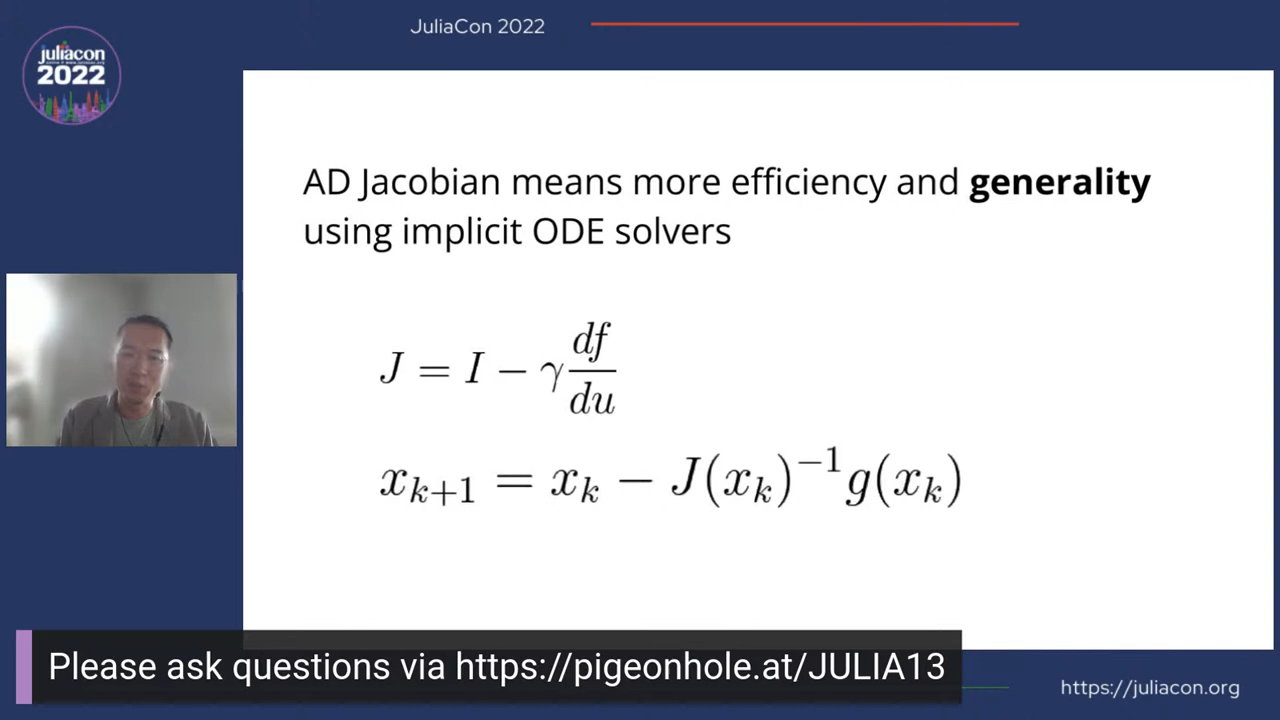 JuliaCon 2022
juliacon
2022
AD Jacobian means more efficiency and generality
using implicit ODE solvers
J = I − γ df/du
x_{k+1} = x_k − J(x_k)^{−1} g(x_k)
Please ask questions via https://pigeonhole.at/JULIA13
https://juliacon.org